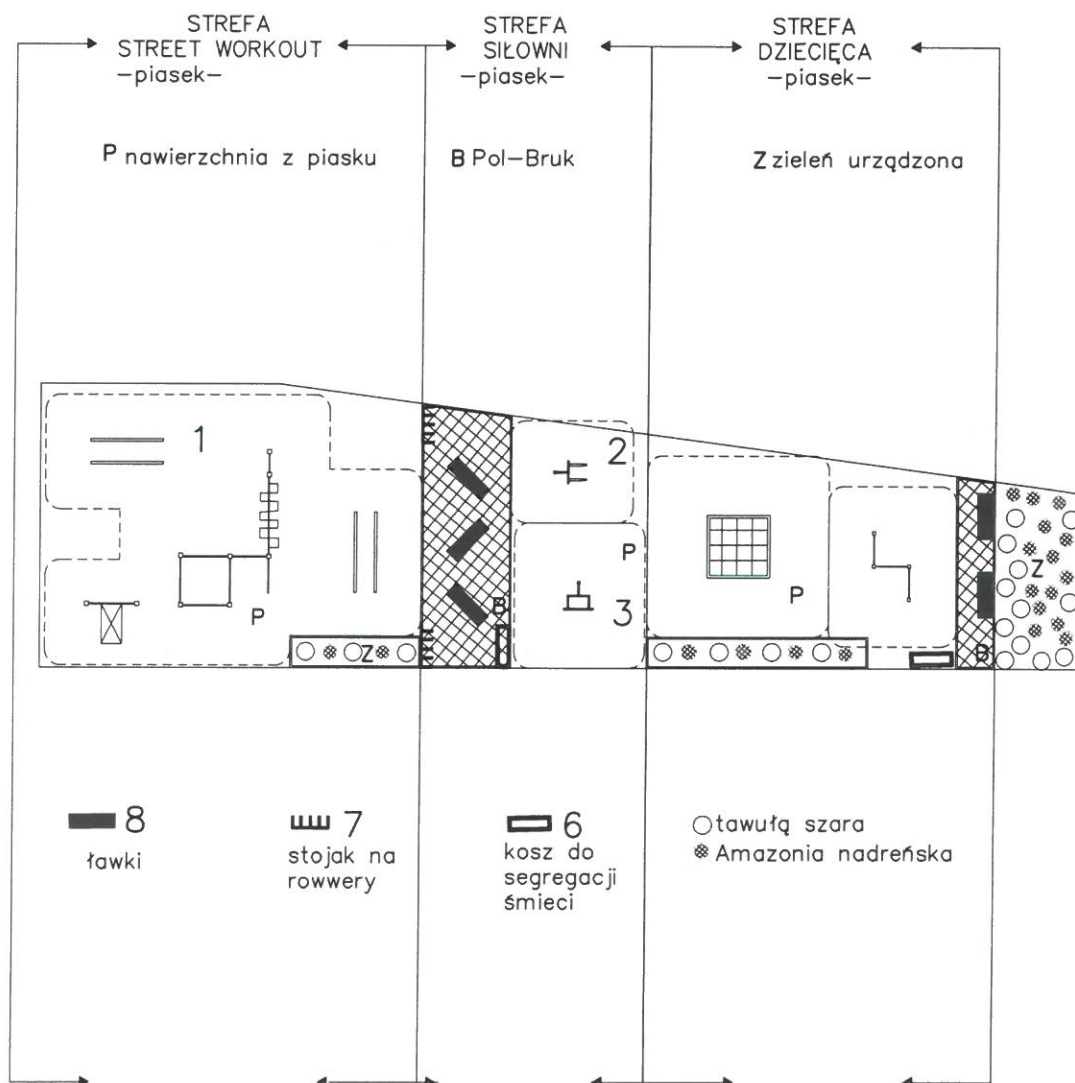 STREFA
STREET WORKOUT
-piasek-
STREFA
SIŁOWNI
-piasek-
STREFA
DZIECIĘCA
-piasek-
P nawierzchnia z piasku
B Pol-Bruk
Z zieleń urządzona
1
2
P
3
P
P
Z
B
Z
B
8
ławki
7
stojak na
rowwery
6
kosz do
segregacji
śmieci
tawułą szara
Amazonia nadreńska